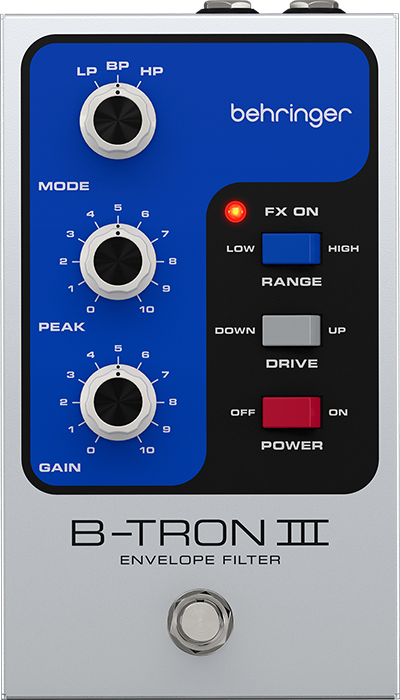 LP BP HP
behringer
MODE
FX ON
LOW HIGH
RANGE
0 1 2 3 4 5 6 7 8 9 10
PEAK
DOWN UP
DRIVE
0 1 2 3 4 5 6 7 8 9 10
GAIN
OFF ON
POWER
B-TRON III
ENVELOPE FILTER